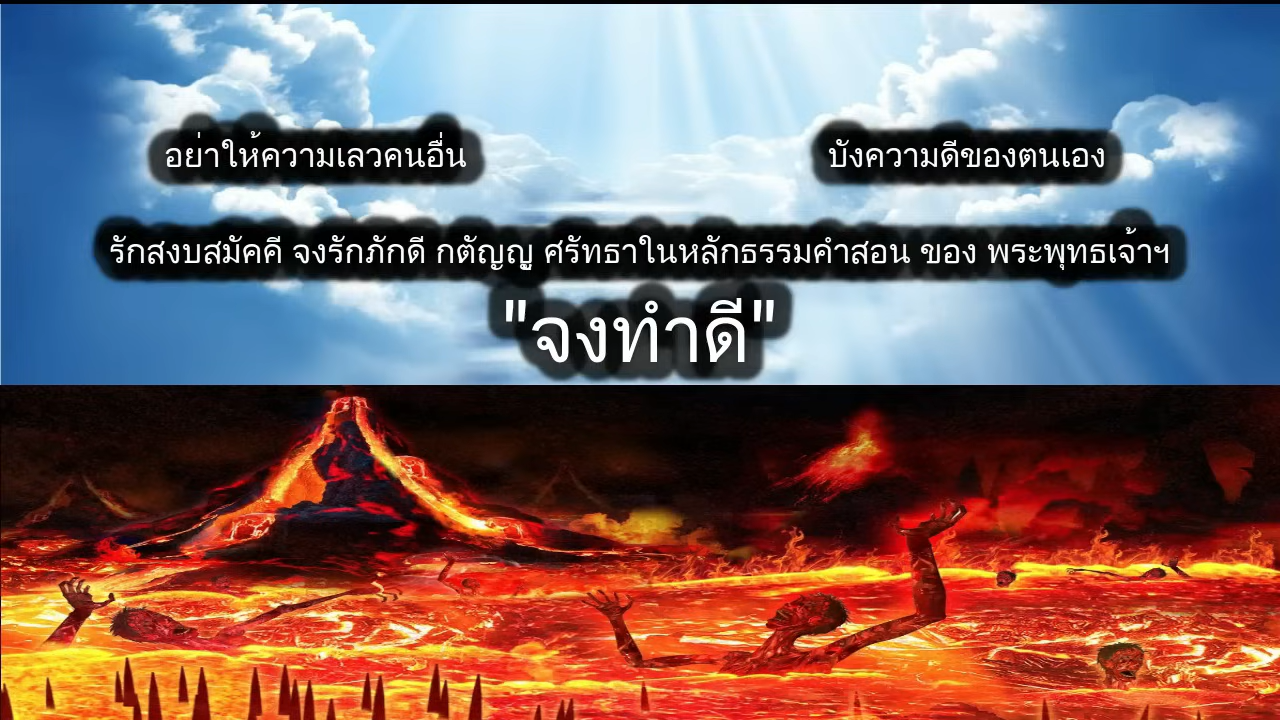 อย่าให้ความเลวคนอื่น บังความดีของตนเอง
รักสงบสมัคคี จงรักภักดี กตัญญู ศรัทธาในหลักธรรมคำสอน ของ พระพุทธเจ้าฯ
"จงทำดี"